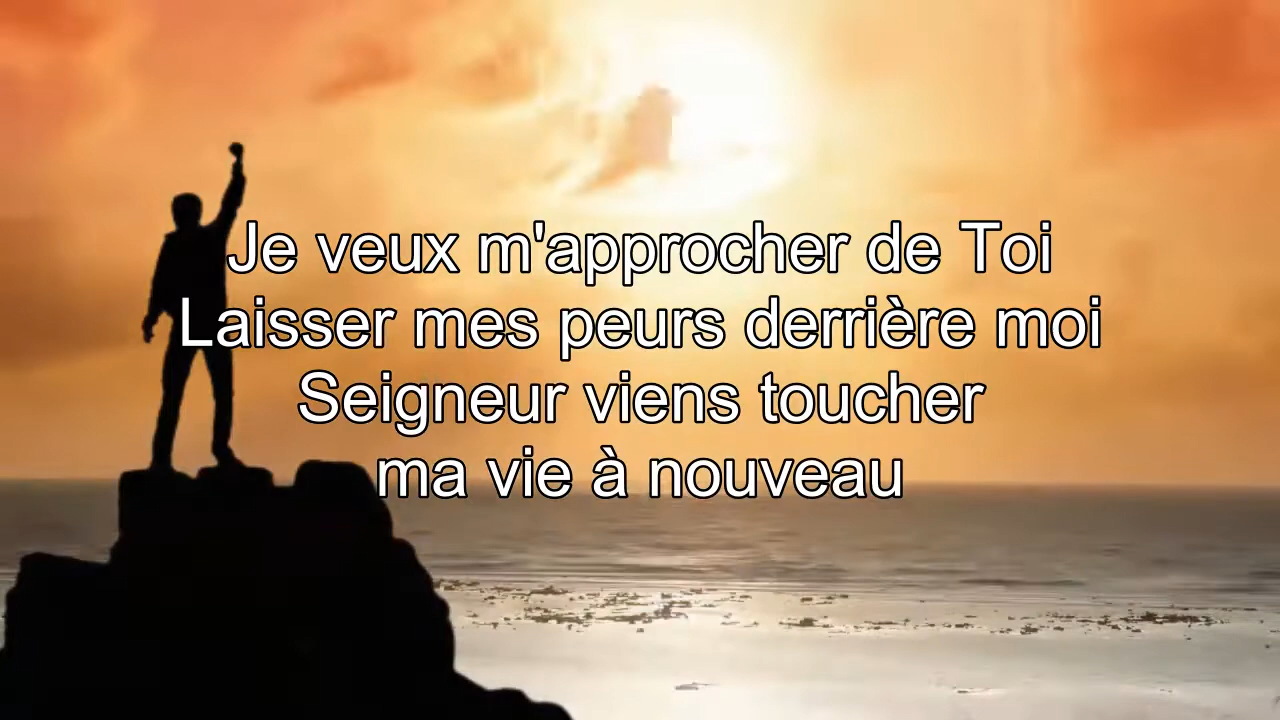 Je veux m'approcher de Toi
Laisser mes peurs derrière moi
Seigneur viens toucher
ma vie à nouveau